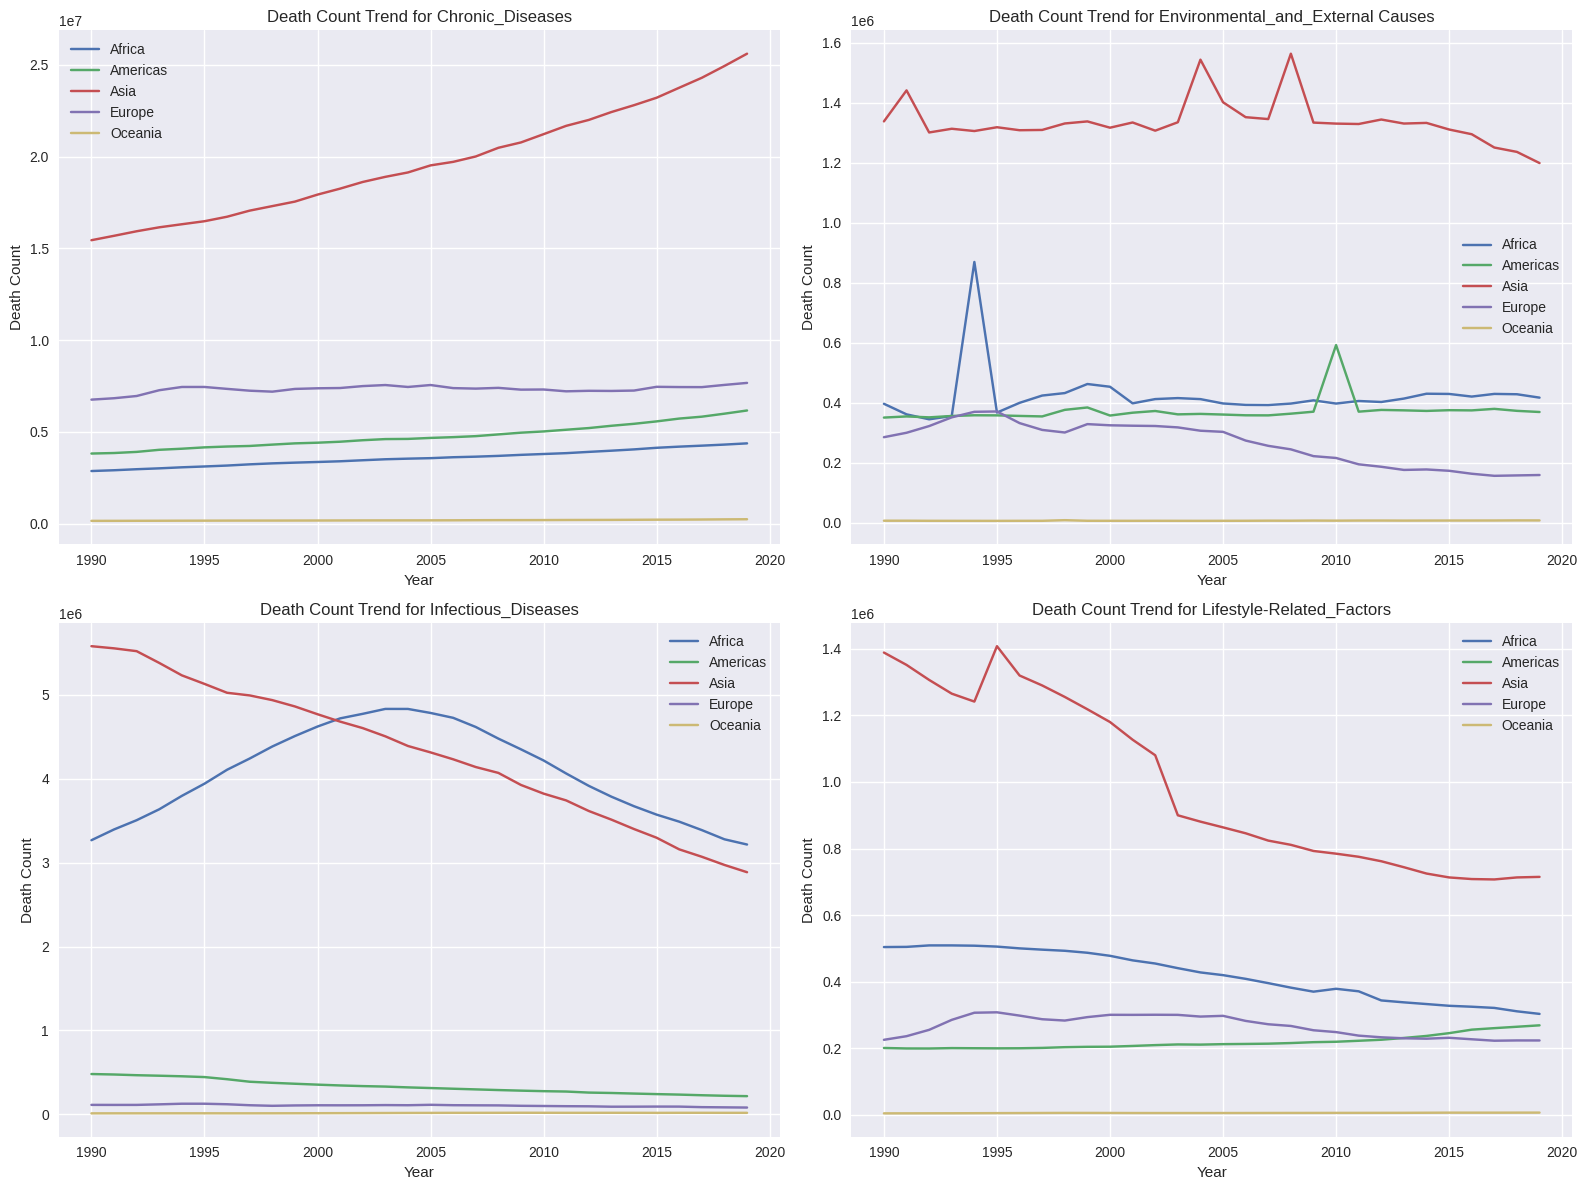 Death Count Trend for Chronic_Diseases
1e7
Africa
Americas
Asia
Europe
Oceania
2.5
2.0
1.5
1.0
0.5
0.0
Death Count
1990 1995 2000 2005 2010 2015 2020
Year
Death Count Trend for Environmental_and_External Causes
1e6
1.6
1.4
1.2
1.0
0.8
0.6
0.4
0.2
0.0
Death Count
Africa
Americas
Asia
Europe
Oceania
1990 1995 2000 2005 2010 2015 2020
Year
Death Count Trend for Infectious_Diseases
1e6
Africa
Americas
Asia
Europe
Oceania
5
4
3
2
1
0
Death Count
1990 1995 2000 2005 2010 2015 2020
Year
Death Count Trend for Lifestyle-Related_Factors
1e6
Africa
Americas
Asia
Europe
Oceania
1.4
1.2
1.0
0.8
0.6
0.4
0.2
0.0
Death Count
1990 1995 2000 2005 2010 2015 2020
Year